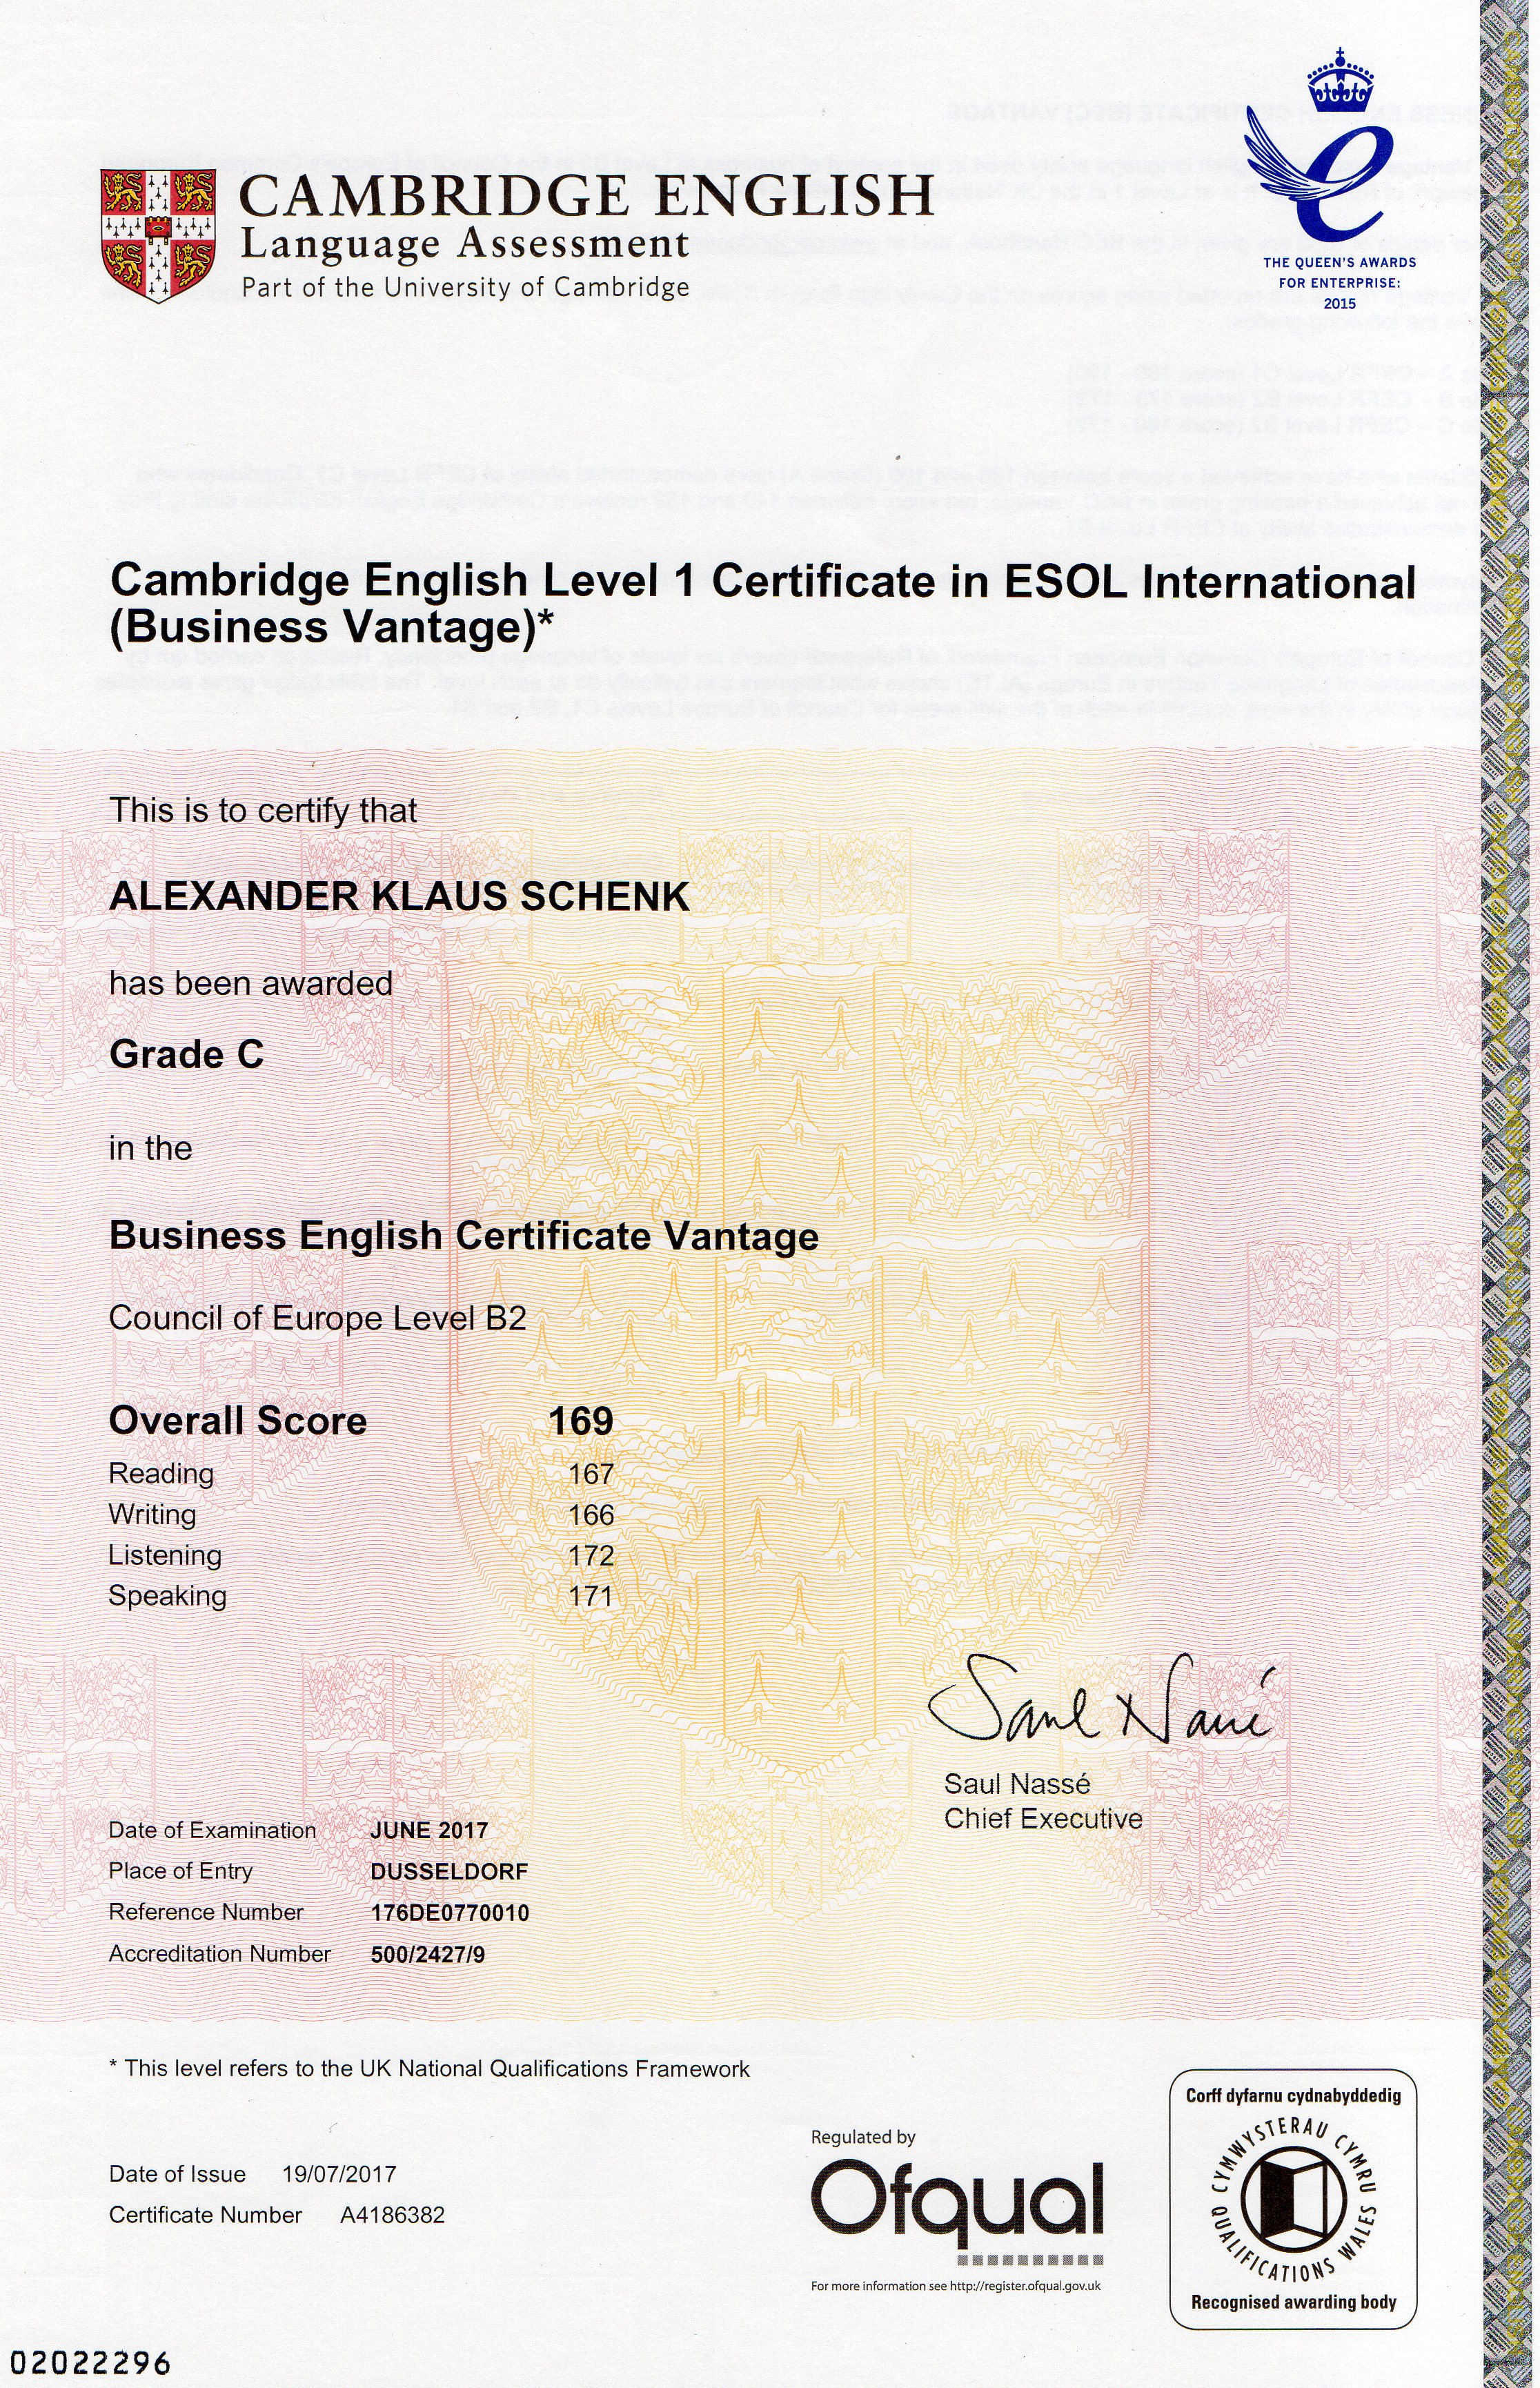 CAMBRIDGE ENGLISH
Language Assessment
Part of the University of Cambridge
THE QUEEN'S AWARDS
FOR ENTERPRISE:
2015
Cambridge English Level 1 Certificate in ESOL International
(Business Vantage)*
This is to certify that
ALEXANDER KLAUS SCHENK
has been awarded
Grade C
in the
Business English Certificate Vantage
Council of Europe Level B2
Overall Score 169
Reading 167
Writing 166
Listening 172
Speaking 171
Saul Nassé
Saul Nassé
Chief Executive
Date of Examination JUNE 2017
Place of Entry DUSSELDORF
Reference Number 176DE0770010
Accreditation Number 500/2427/9
* This level refers to the UK National Qualifications Framework
Date of Issue 19/07/2017
Certificate Number A4186382
Regulated by
Ofqual
For more information see http://register.ofqual.gov.uk
Corff dyfarnu cydnabyddedig
CYMWYSTERAU CYMRU
QUALIFICATIONS WALES
Recognised awarding body
02022296